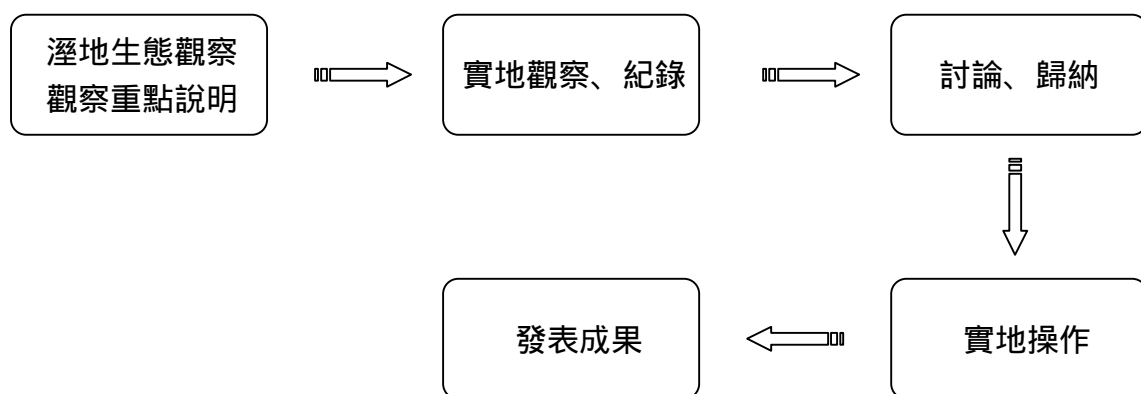 溼地生態觀察
觀察重點說明
實地觀察、紀錄
討論、歸納
實地操作
發表成果